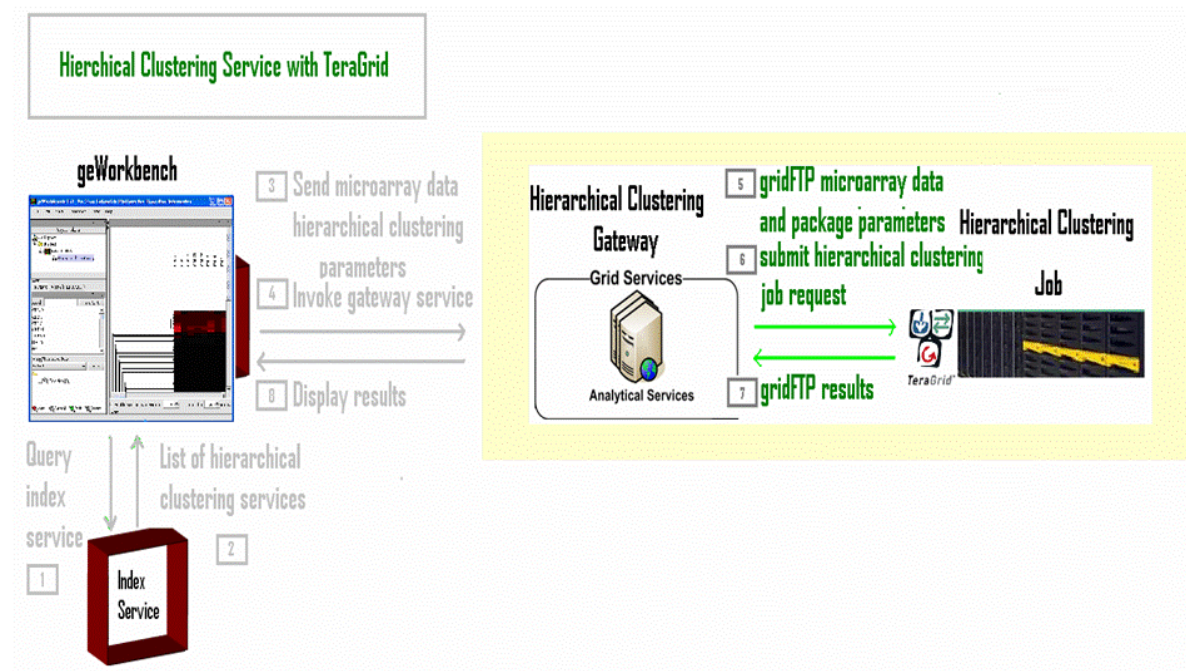 Hierchical Clustering Service with TeraGrid
geWorkbench
3 Send microarray data
hierarchical clustering
parameters
4 Invoke gateway service
8 Display results
Query
index
service
1
List of hierarchical
clustering services
2
Index
Service
Hierarchical Clustering
Gateway
Grid Services
Analytical Services
5 gridFTP microarray data
and package parameters
6 submit hierarchical clustering
job request
7 gridFTP results
Hierarchical Clustering
Job
TeraGrid